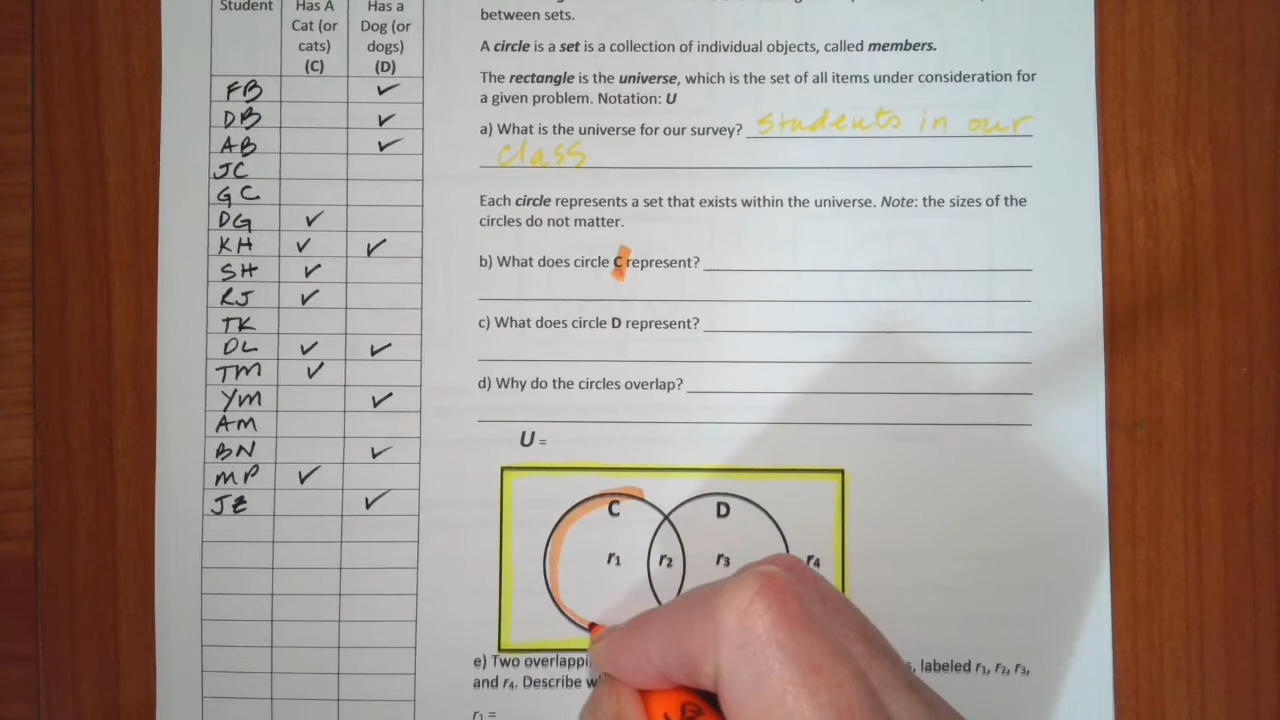 Student
Has A
Cat (or
cats)
(C)
Has a
Dog (or
dogs)
(D)
FB ✓
DB ✓
AB ✓
JC
GC
DG ✓
KH ✓ ✓
SH ✓
RJ ✓
TK
DL ✓ ✓
TM ✓
YM ✓
AM
BN ✓
MP ✓
JZ ✓
between sets.
A circle is a set is a collection of individual objects, called members.
The rectangle is the universe, which is the set of all items under consideration for
a given problem. Notation: U
a) What is the universe for our survey? students in our
class
Each circle represents a set that exists within the universe. Note: the sizes of the
circles do not matter.
b) What does circle C represent?
c) What does circle D represent?
d) Why do the circles overlap?
U =
C D
r1 r2 r3 r4
e) Two , labeled r1, r2, r3,
and r4. Describe
r1 =